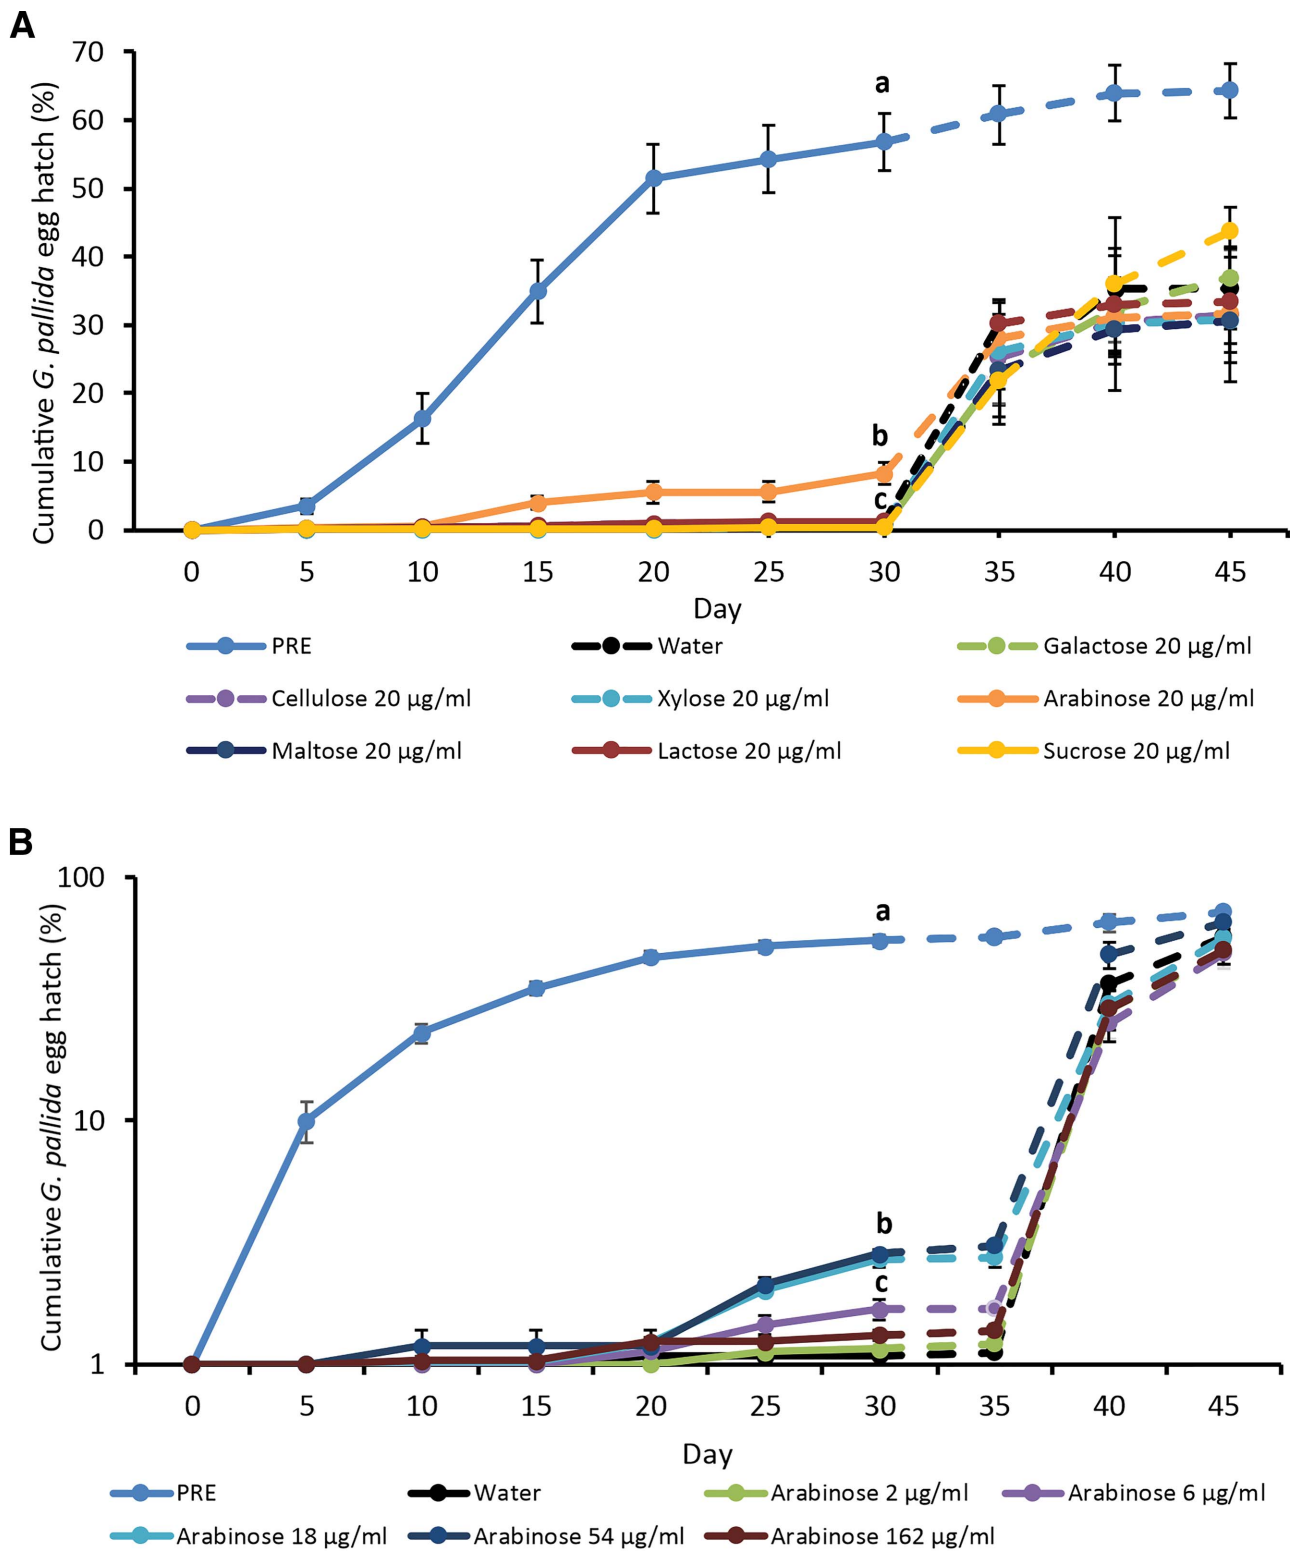 A
Cumulative G. pallida egg hatch (%)
70
60
50
40
30
20
10
0
a
b
c
0 5 10 15 20 25 30 35 40 45
Day
PRE Water Galactose 20 µg/ml
Cellulose 20 µg/ml Xylose 20 µg/ml Arabinose 20 µg/ml
Maltose 20 µg/ml Lactose 20 µg/ml Sucrose 20 µg/ml
B
Cumulative G. pallida egg hatch (%)
100
10
1
a
b
c
0 5 10 15 20 25 30 35 40 45
Day
PRE Water Arabinose 2 µg/ml Arabinose 6 µg/ml
Arabinose 18 µg/ml Arabinose 54 µg/ml Arabinose 162 µg/ml